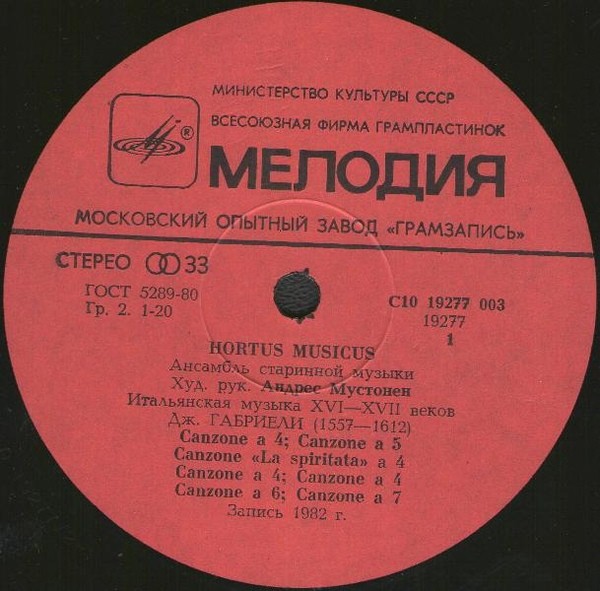 МИНИСТЕРСТВО КУЛЬТУРЫ СССР
ВСЕСОЮЗНАЯ ФИРМА ГРАМПЛАСТИНОК
®
МЕЛОДИЯ
МОСКОВСКИЙ ОПЫТНЫЙ ЗАВОД «ГРАМЗАПИСЬ»
СТЕРЕО 33
ГОСТ 5289-80
Гр. 2. 1-20
С10 19277 003
19277
1
HORTUS MUSICUS
Ансамбль старинной музыки
Худ. рук. Андрес Мустонен
Итальянская музыка XVI—XVII веков
Дж. ГАБРИЕЛИ (1557—1612)
Canzone a 4; Canzone a 5
Canzone «La spiritata» a 4
Canzone a 4; Canzone a 4
Canzone a 6; Canzone a 7
Запись 1982 г.